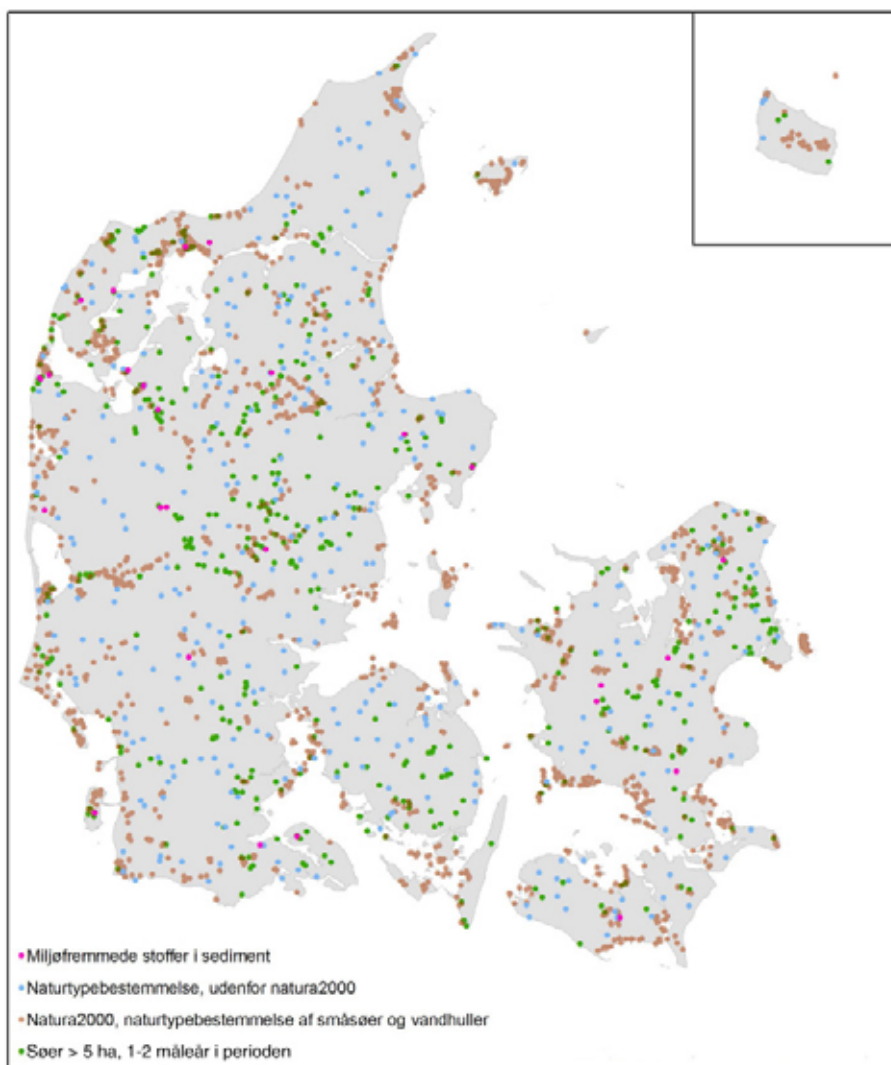 Miljøfremmede stoffer i sediment
Naturtypebestemmelse, udenfor natura2000
Natura2000, naturtypebestemmelse af småsøer og vandhuller
Søer > 5 ha, 1-2 måleår i perioden